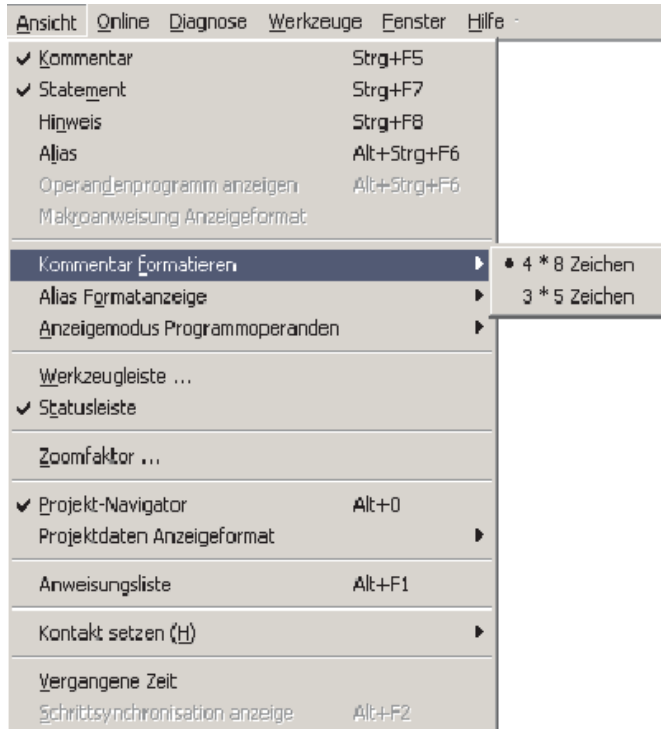 Ansicht Online Diagnose Werkzeuge Fenster Hilfe
Kommentar Strg+F5
Statement Strg+F7
Hinweis Strg+F8
Alias Alt+Strg+F6
Operandenprogramm anzeigen Alt+Strg+F6
Makroanweisung Anzeigeformat
Kommentar formatieren
4 * 8 Zeichen
Alias Formatanzeige
3 * 5 Zeichen
Anzeigemodus Programmoperanden
Werkzeugleiste ...
Statusleiste
Zoomfaktor ...
Projekt-Navigator Alt+0
Projektdaten Anzeigeformat
Anweisungsliste Alt+F1
Kontakt setzen (H)
Vergangene Zeit
Schrittsynchronisation anzeige Alt+F2